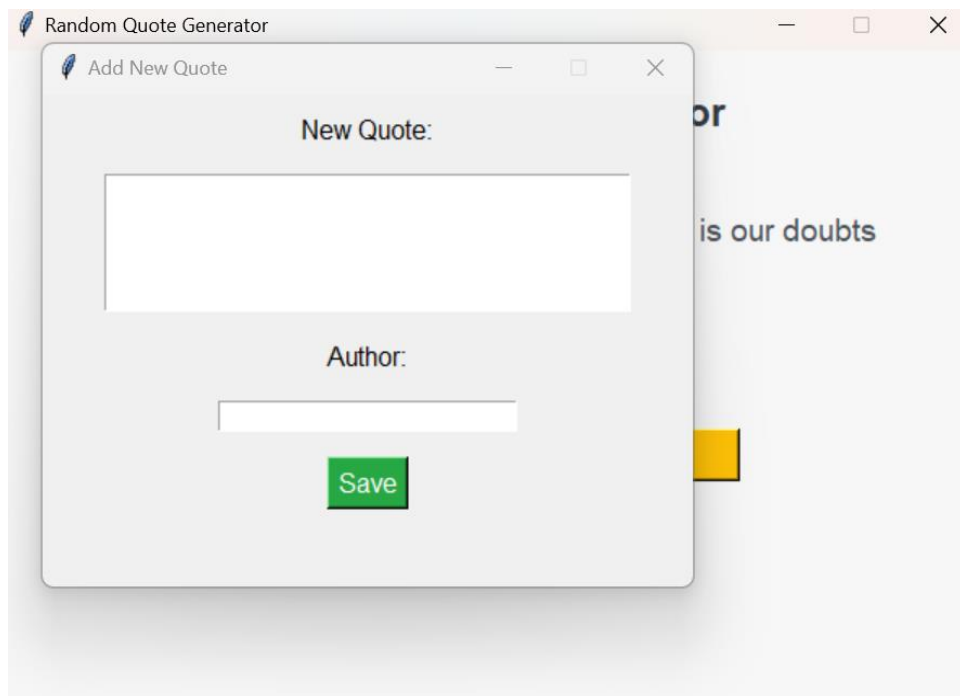 Random Quote Generator
Add New Quote
or
New Quote:
is our doubts
Author:
Save